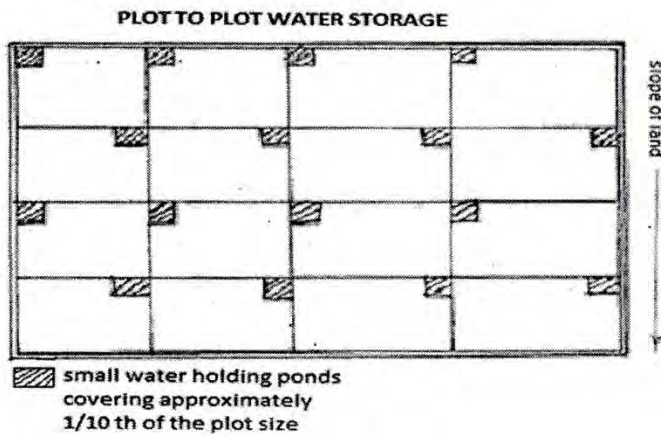 PLOT TO PLOT WATER STORAGE
slope of land
small water holding ponds
covering approximately
1/10 th of the plot size